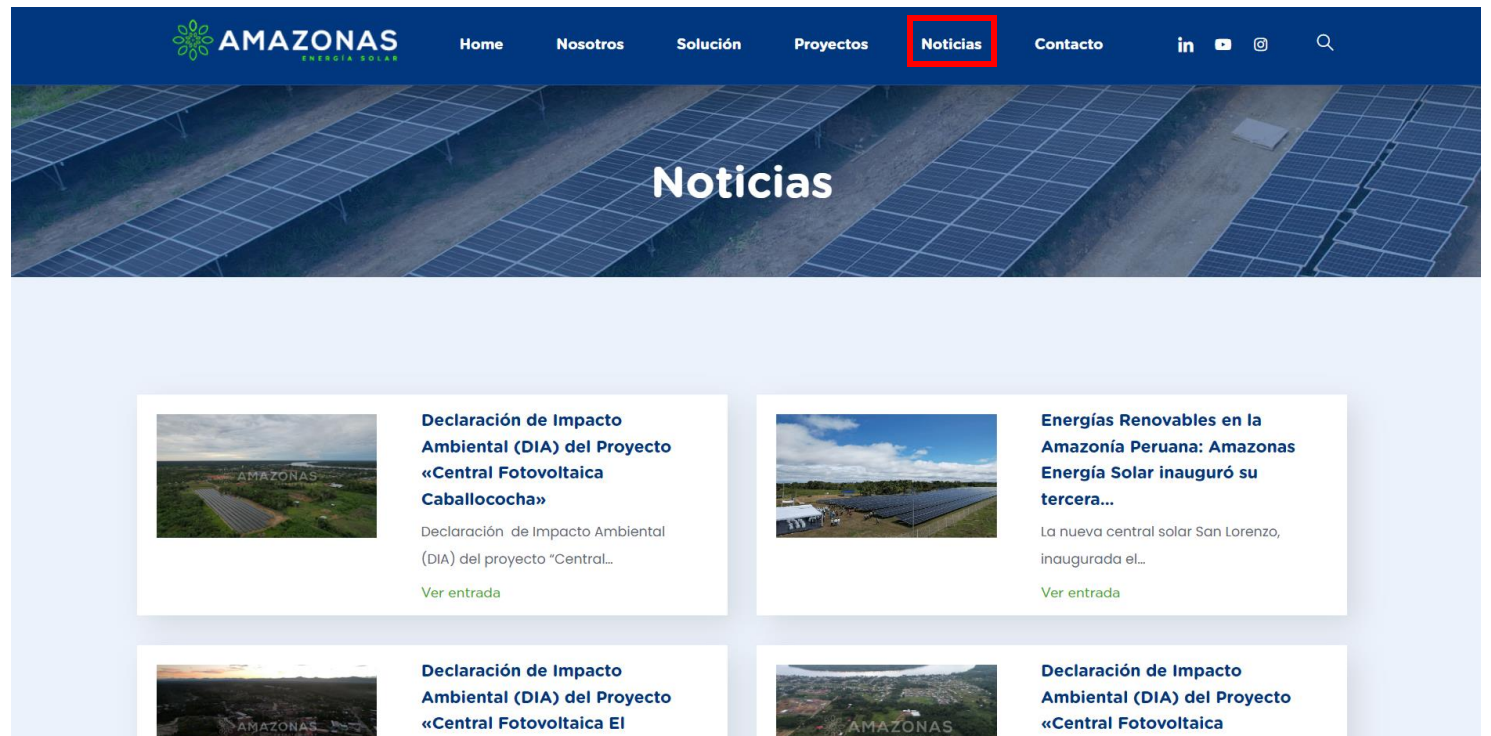 AMAZONAS
ENERGÍA SOLAR
Home Nosotros Solución Proyectos Noticias Contacto in
Noticias
AMAZONAS
Declaración de Impacto
Ambiental (DIA) del Proyecto
«Central Fotovoltaica
Caballococha»
Declaración de Impacto Ambiental
(DIA) del proyecto “Central...
Ver entrada
Energías Renovables en la
Amazonía Peruana: Amazonas
Energía Solar inauguró su
tercera...
La nueva central solar San Lorenzo,
inaugurada el...
Ver entrada
AMAZONAS
Declaración de Impacto
Ambiental (DIA) del Proyecto
«Central Fotovoltaica El
AMAZONAS
Declaración de Impacto
Ambiental (DIA) del Proyecto
«Central Fotovoltaica